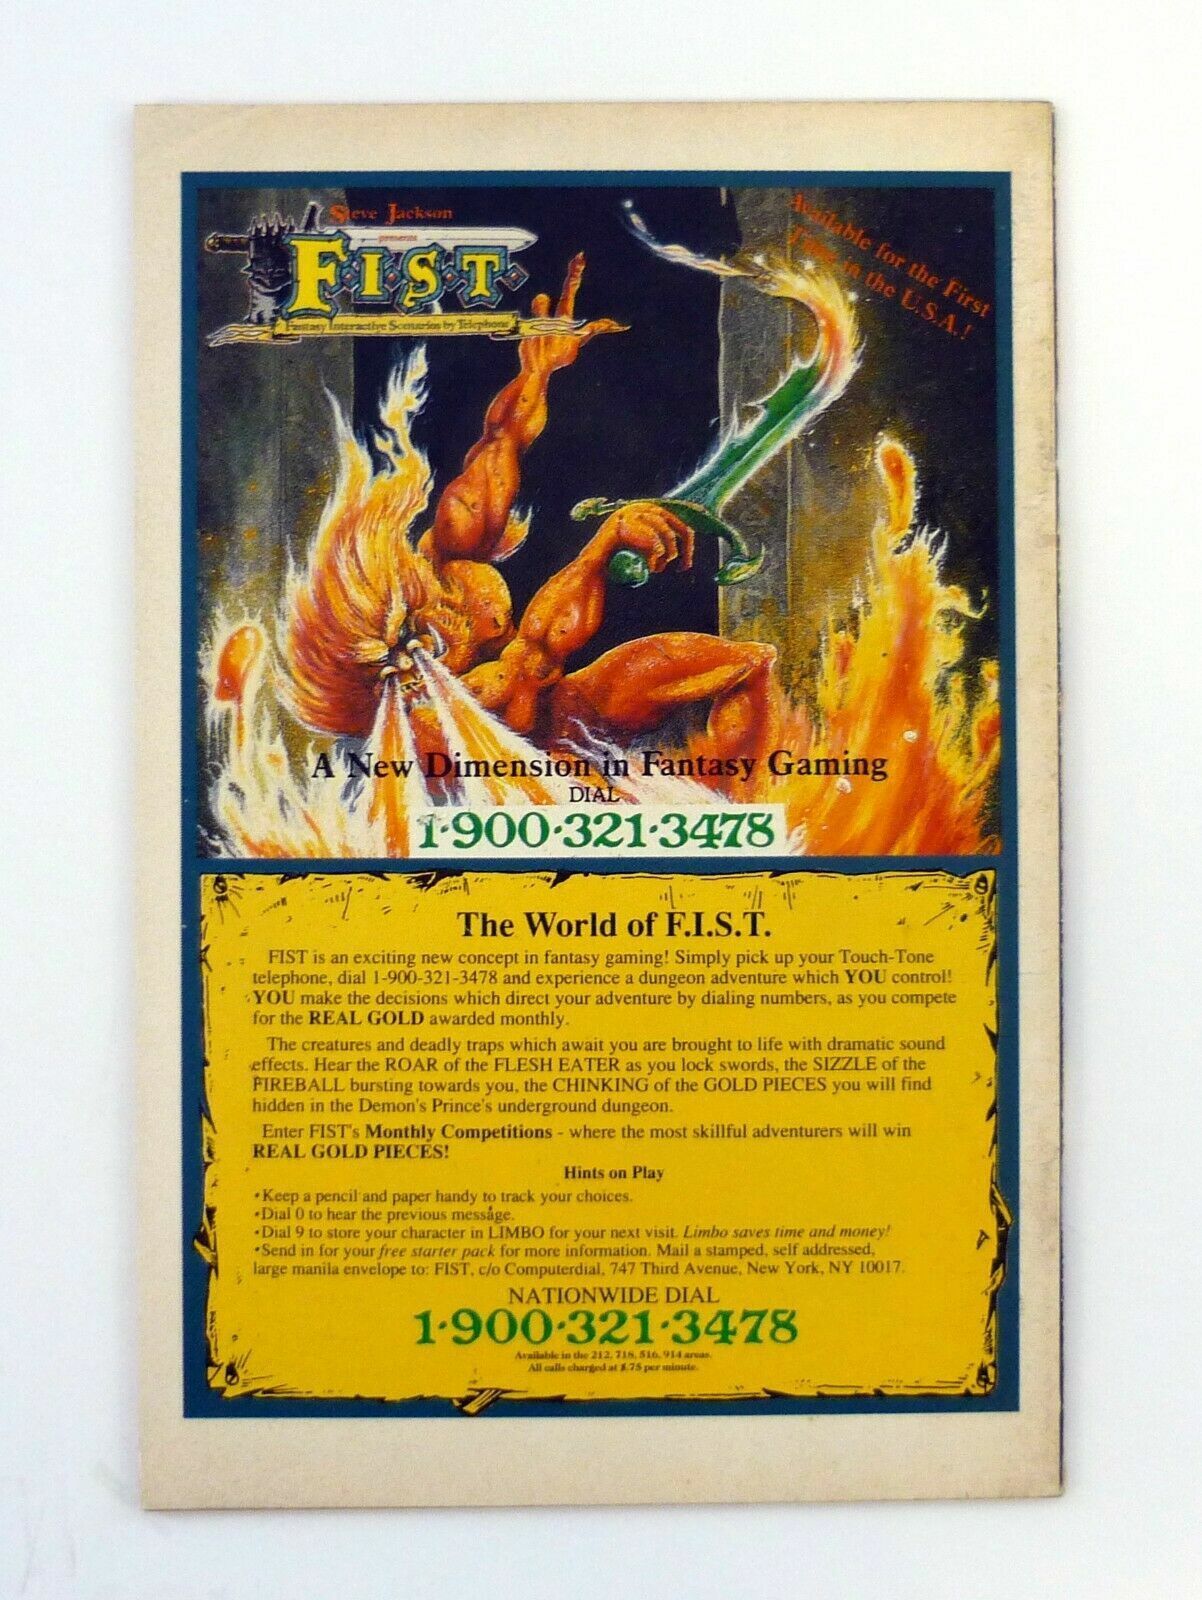 Steve Jackson
presents
F·I·S·T·
Fantasy Interactive Scenarios by Telephone
Available for the First
Time in the U.S.A.!
A New Dimension in Fantasy Gaming
DIAL
1·900·321·3478
The World of F.I.S.T.
FIST is an exciting new concept in fantasy gaming! Simply pick up your Touch-Tone
telephone, dial 1-900-321-3478 and experience a dungeon adventure which YOU control!
YOU make the decisions which direct your adventure by dialing numbers, as you compete
for the REAL GOLD awarded monthly.
The creatures and deadly traps which await you are brought to life with dramatic sound
effects. Hear the ROAR of the FLESH EATER as you lock swords, the SIZZLE of the
FIREBALL bursting towards you, the CHINKING of the GOLD PIECES you will find
hidden in the Demon's Prince's underground dungeon.
Enter FIST's Monthly Competitions - where the most skillful adventurers will win
REAL GOLD PIECES!
Hints on Play
•Keep a pencil and paper handy to track your choices.
•Dial 0 to hear the previous message.
•Dial 9 to store your character in LIMBO for your next visit. Limbo saves time and money!
•Send in for your free starter pack for more information. Mail a stamped, self addressed,
large manila envelope to: FIST, c/o Computerdial, 747 Third Avenue, New York, NY 10017.
NATIONWIDE DIAL
1·900·321·3478
Available in the 212, 718, 516, 914 areas.
All calls charged at $.75 per minute.